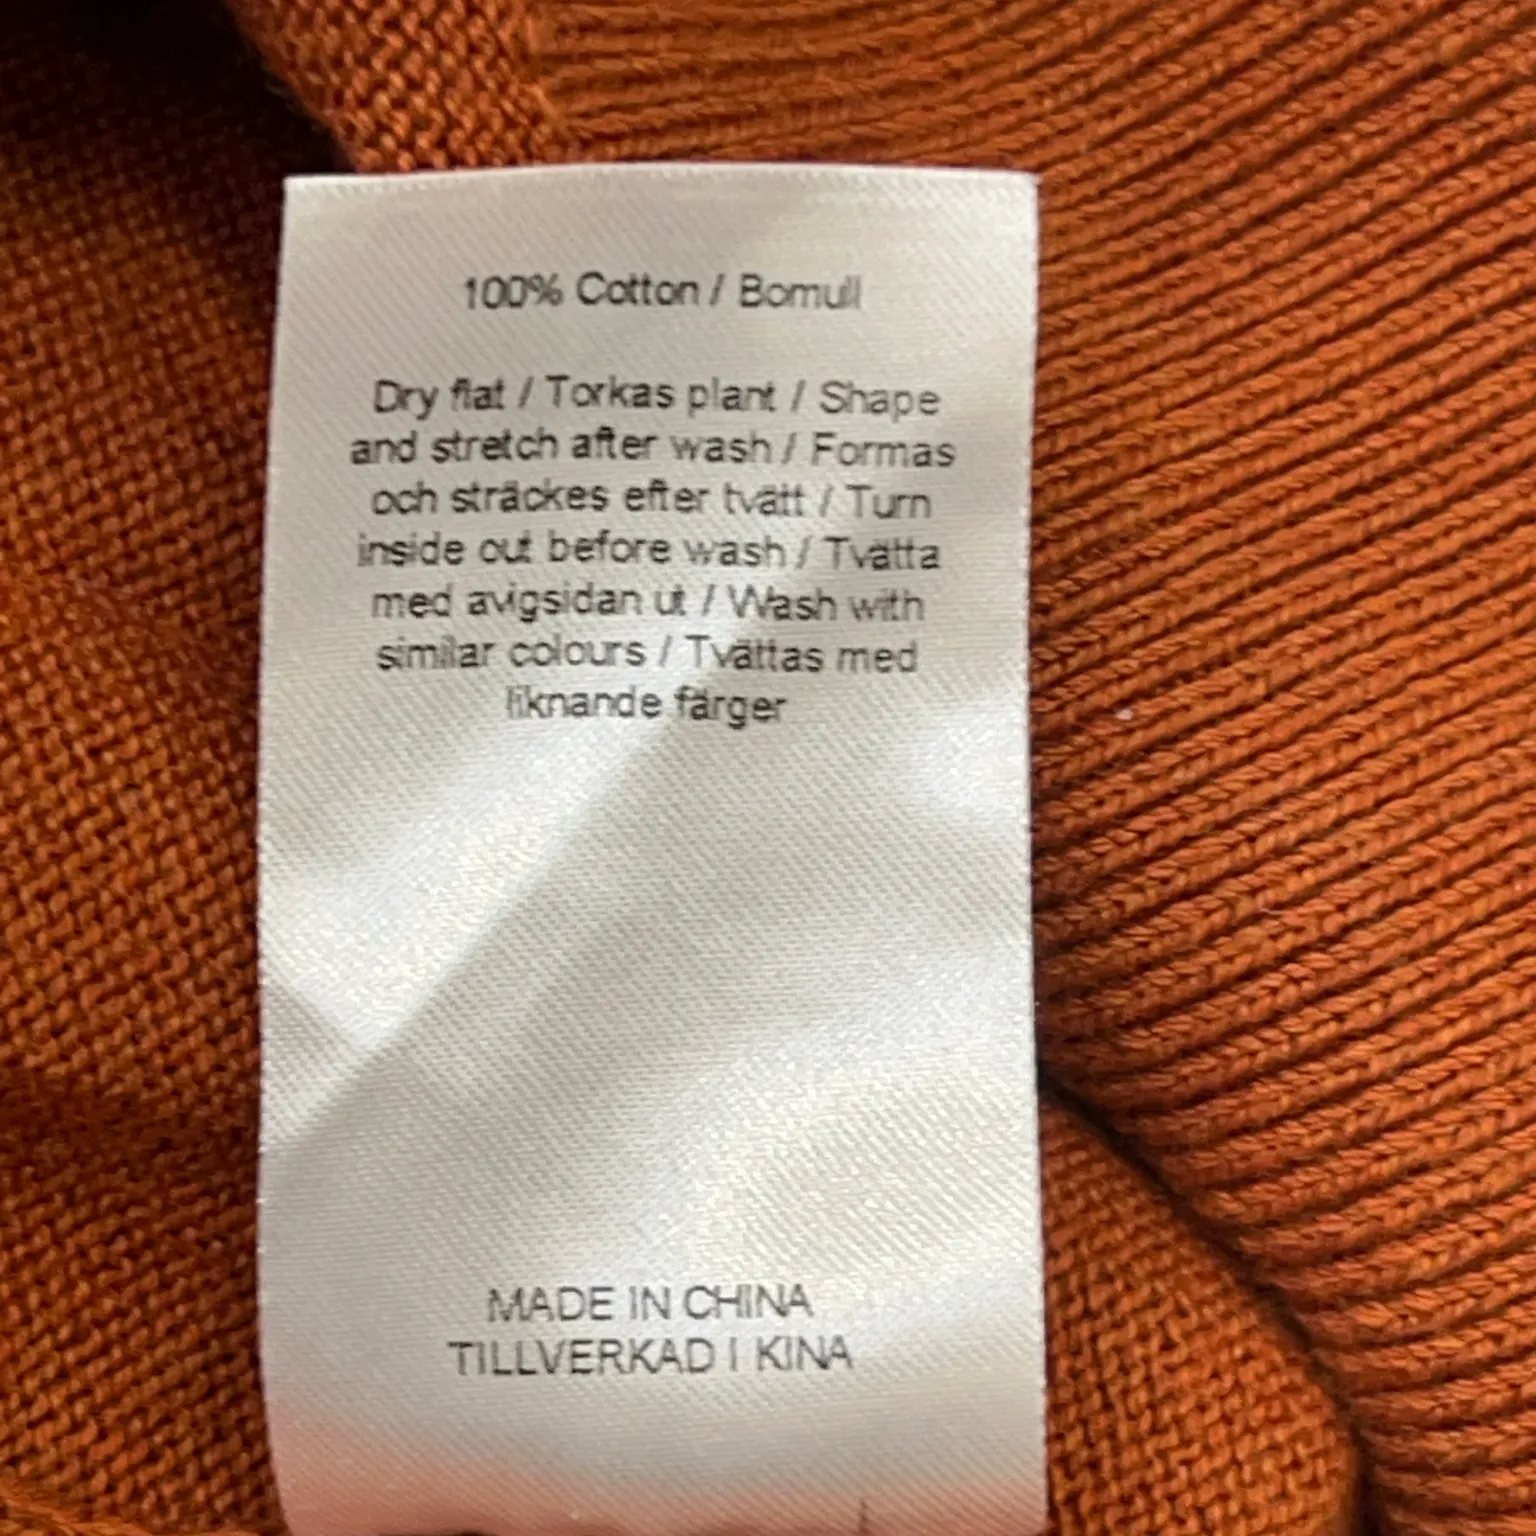 100% Cotton / Bomull
Dry flat / Torkas plant / Shape
and stretch after wash / Formas
och sträckes efter tvätt / Turn
inside out before wash / Tvätta
med avigsidan ut / Wash with
similar colours / Tvättas med
liknande färger
MADE IN CHINA
TILLVERKAD I KINA